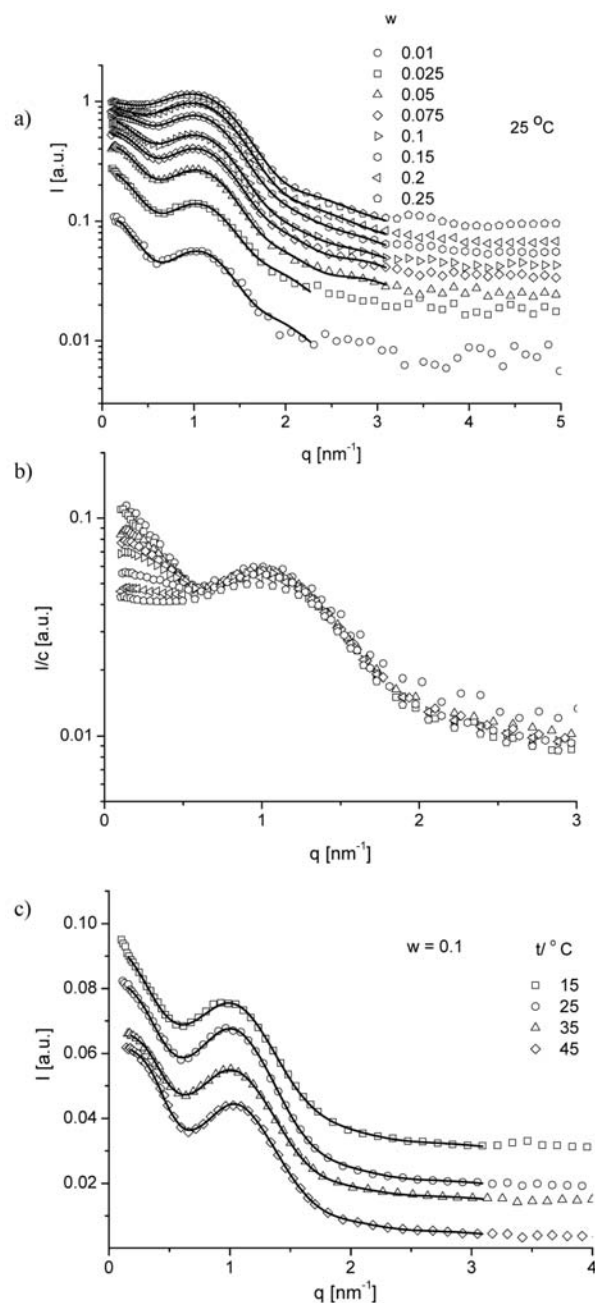 a)
w
0.01
0.025
0.05
0.075
0.1
0.15
0.2
0.25
25 °C
I [a.u.]
1
0.1
0.01
0 1 2 3 4 5
q [nm⁻¹]
b)
I/c [a.u.]
0.1
0.01
0 1 2 3
q [nm⁻¹]
c)
w = 0.1
t/ °C
15
25
35
45
I [a.u.]
0.10
0.08
0.06
0.04
0.02
0 1 2 3 4
q [nm⁻¹]